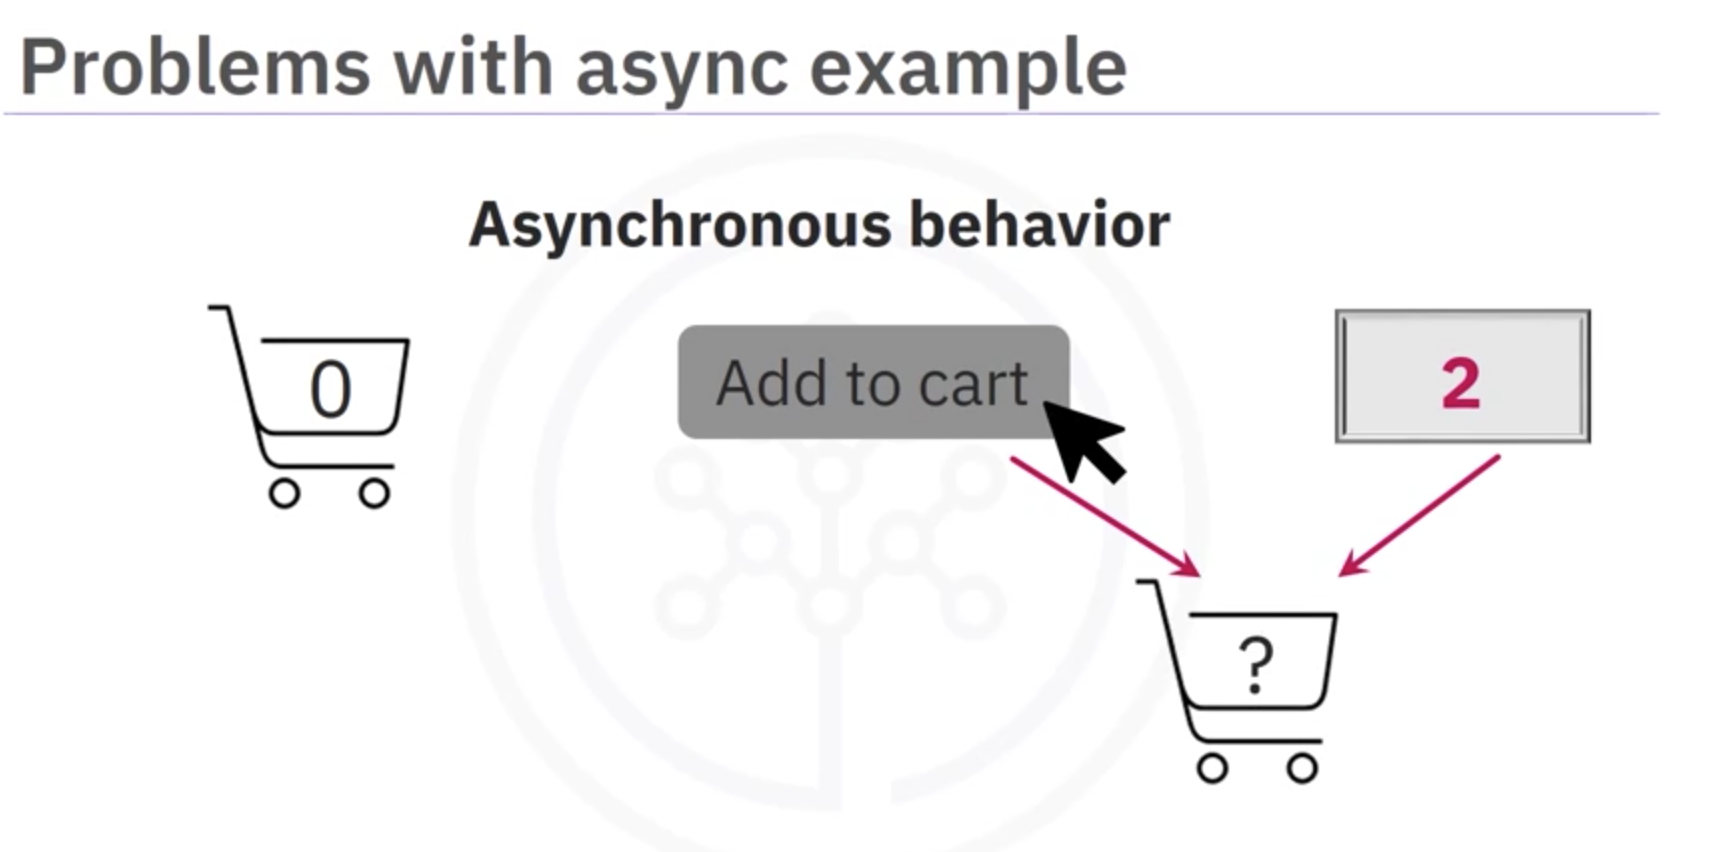 Problems with async example
Asynchronous behavior
0
Add to cart
2
?